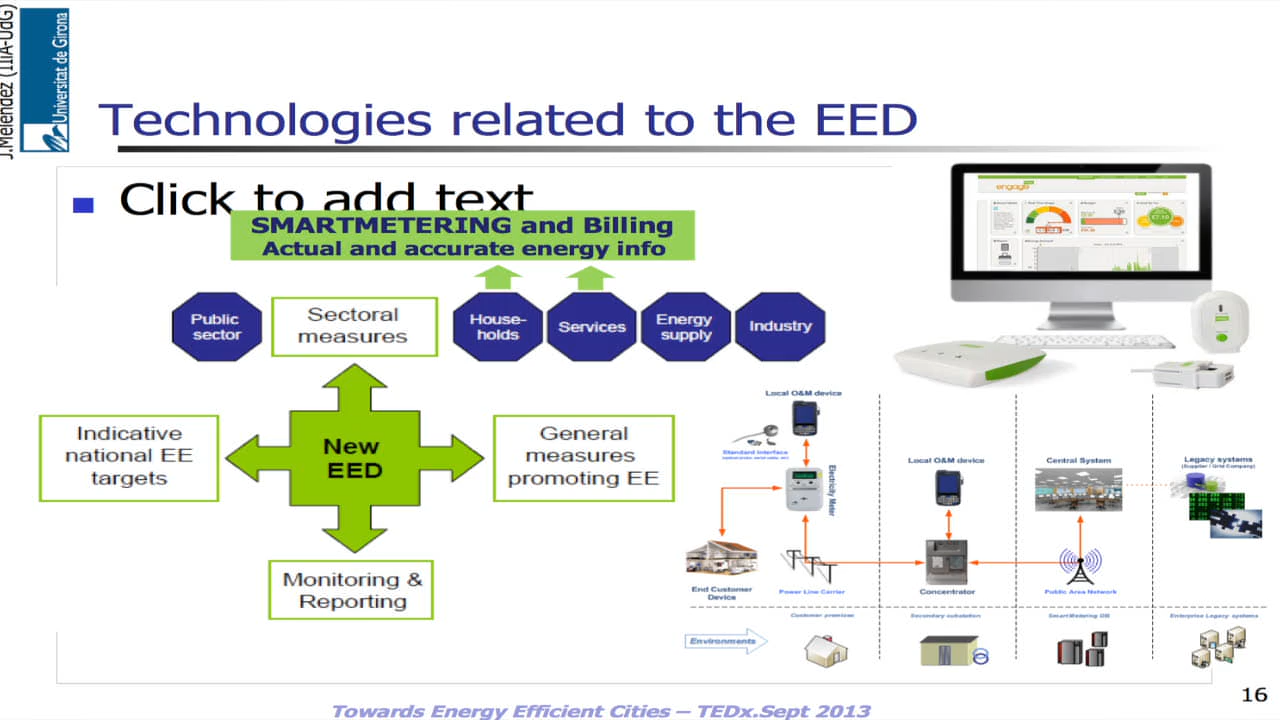 J.Meléndez (IIiA-UdG)
Universitat de Girona
Technologies related to the EED
Click to add text
SMARTMETERING and Billing
Actual and accurate energy info
engage
Public
sector
Sectoral
measures
House-
holds
Services
Energy
supply
Industry
Indicative
national EE
targets
New
EED
General
measures
promoting EE
Monitoring &
Reporting
Local O&M device
Standard Interface
Electricity Meter
End Customer
Device
Power Line Carrier
Local O&M device
Concentrator
Central System
Public Area Network
Legacy systems
(Supplier / Grid Company)
Environments
Customer premises
Secondary substation
SmartMetering OB
Enterprise Legacy systems
16
Towards Energy Efficient Cities – TEDx.Sept 2013